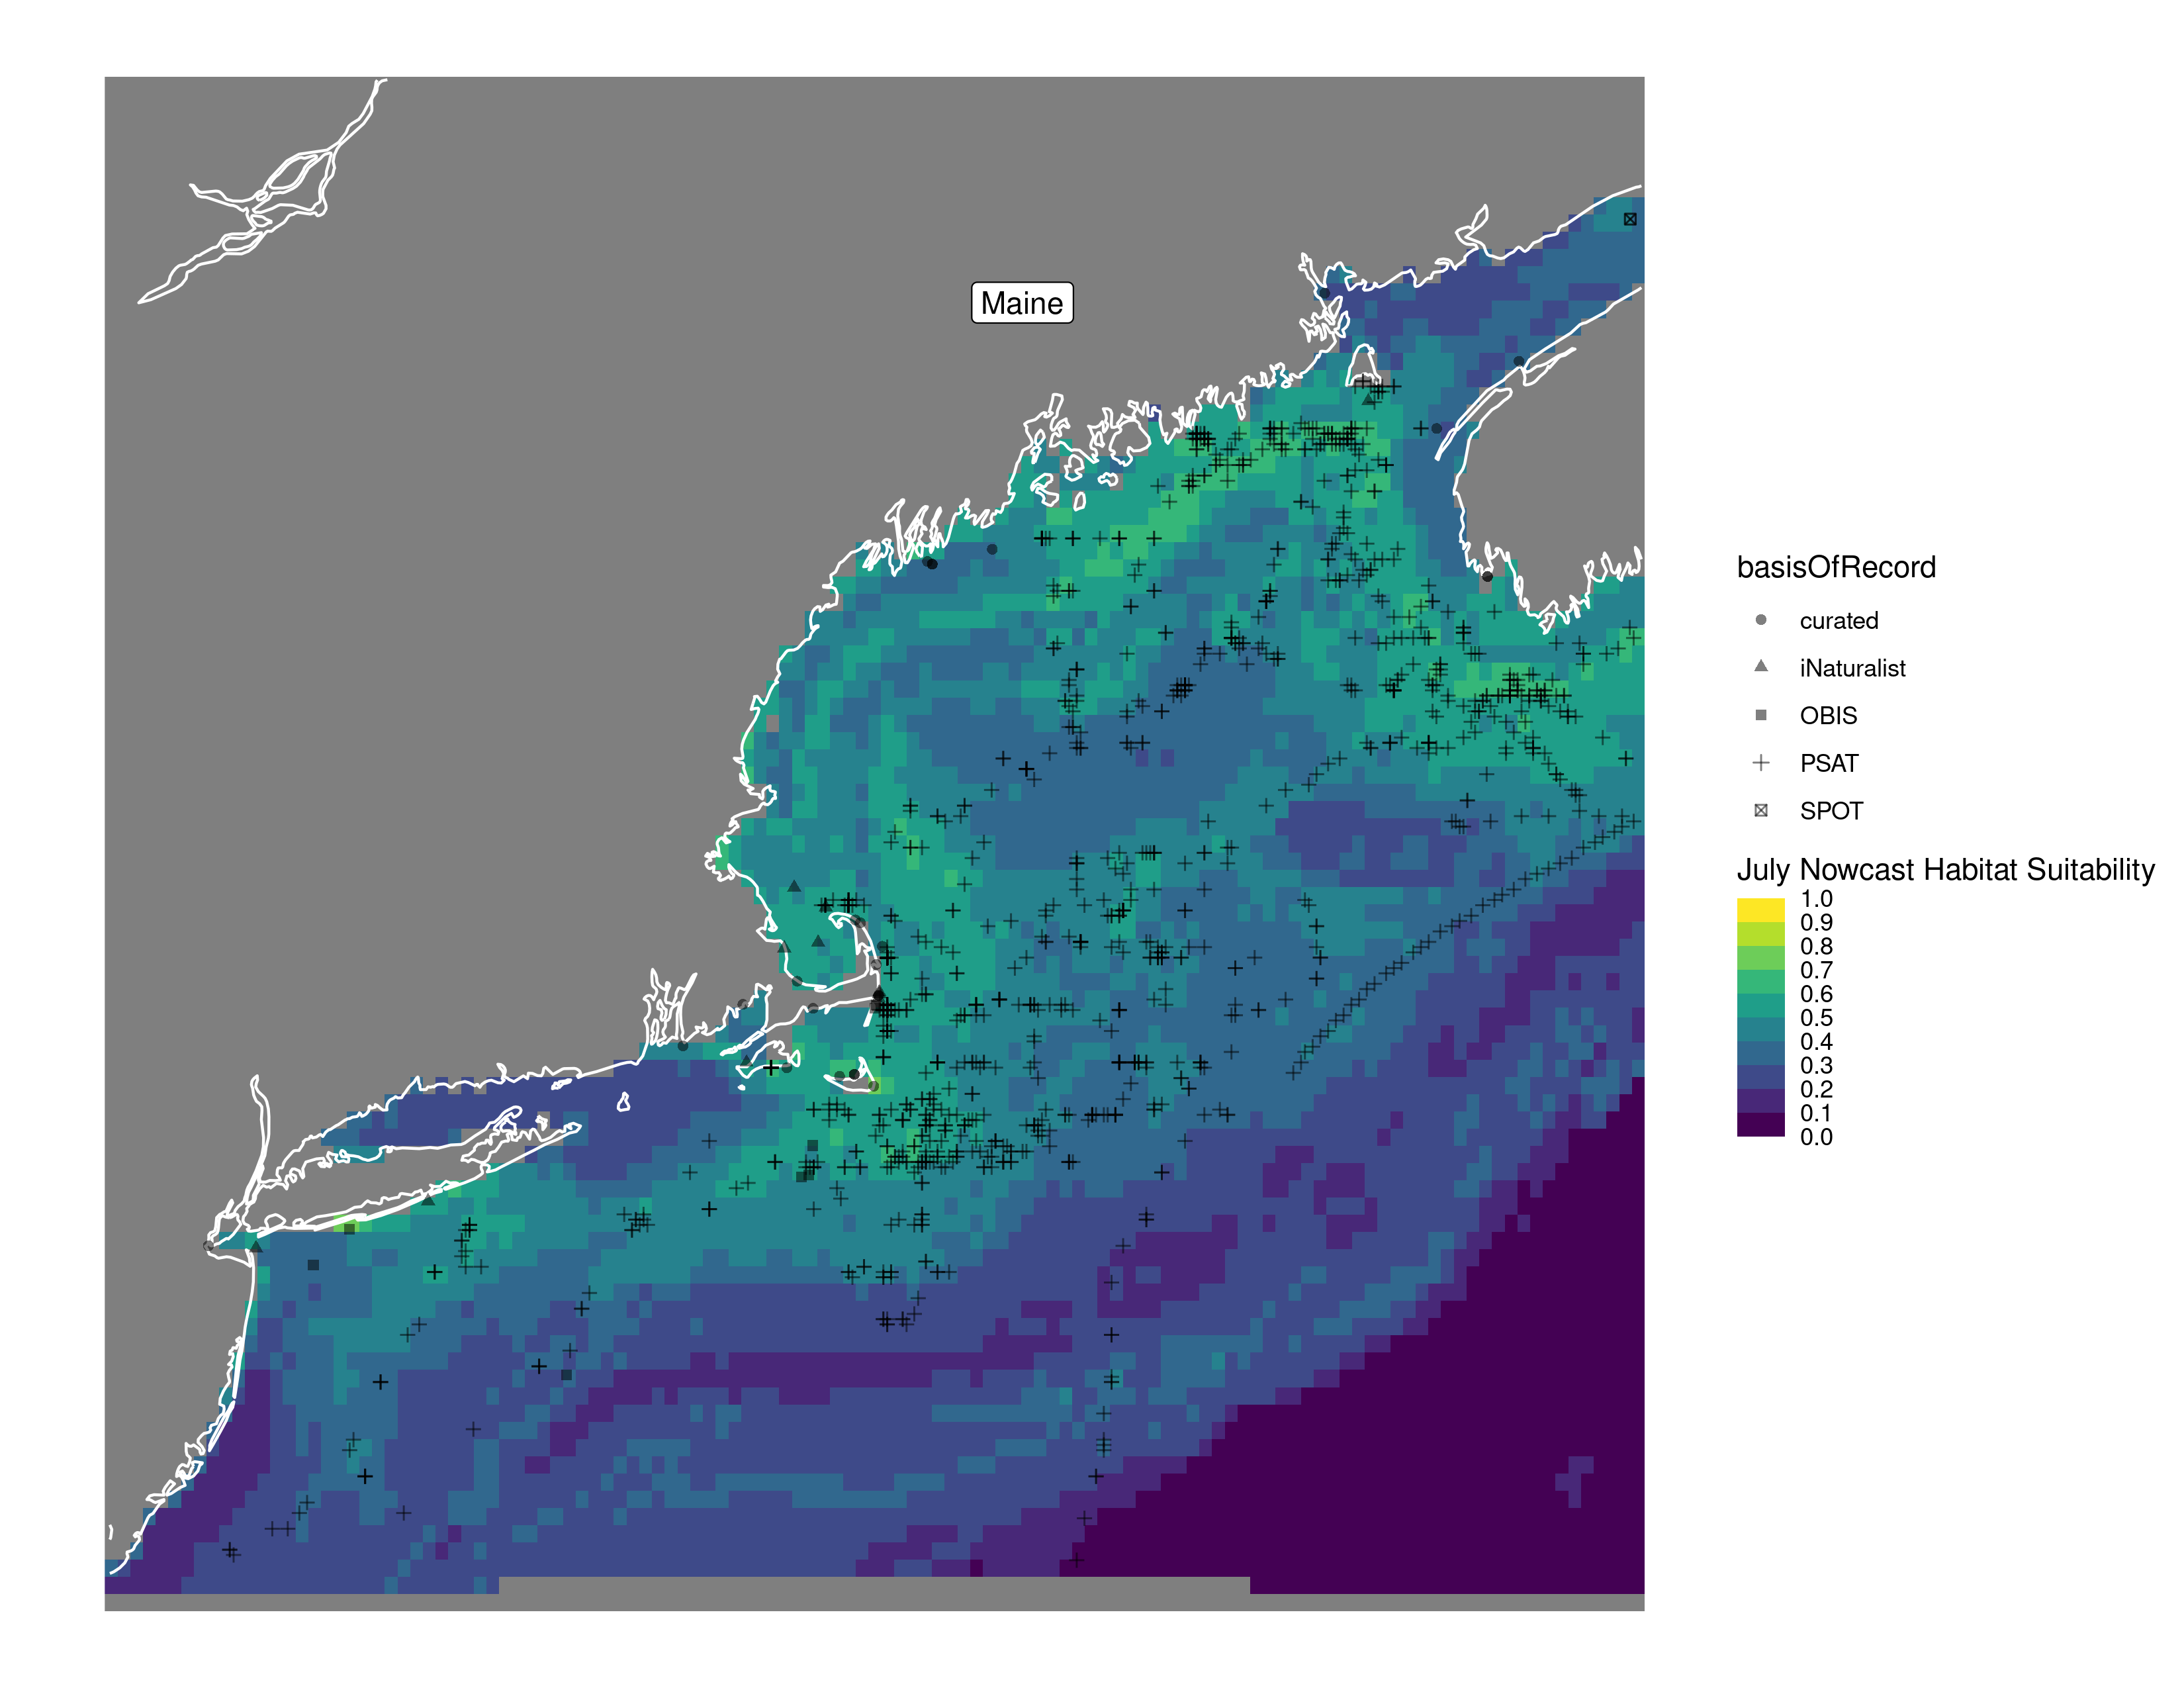 Maine
basisOfRecord
curated
iNaturalist
OBIS
PSAT
SPOT
July Nowcast Habitat Suitability
1.0
0.9
0.8
0.7
0.6
0.5
0.4
0.3
0.2
0.1
0.0